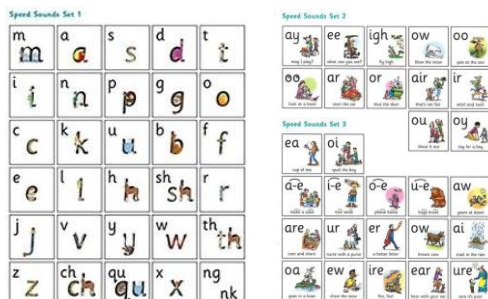 Speed Sounds Set 1
m a s d t
m a s d t
i n p g o
i n p g o
c k u b f
c k u b f
e l h sh r
e l h sh r
j v y w th
j v y w th
z ch qu x ng
z ch qu x nk
Speed Sounds Set 2
ay ee igh ow oo
may I play? what can you see? fly high blow the snow poo at the zoo
oo ar or air ir
look at a book start the car shut the door that's not fair whirl and twirl
ou oy
shout it out toy for a boy
Speed Sounds Set 3
ea oi
cup of tea spoil the boy
a-e i-e o-e u-e aw
make a cake nice smile phone home huge brute yawn at dawn
are ur er ow ai
care and share nurse with a purse a better letter brown cow snail in the rain
oa ew ire ear ure
goat in a boat chew the stew fire, fire! hear with your ear